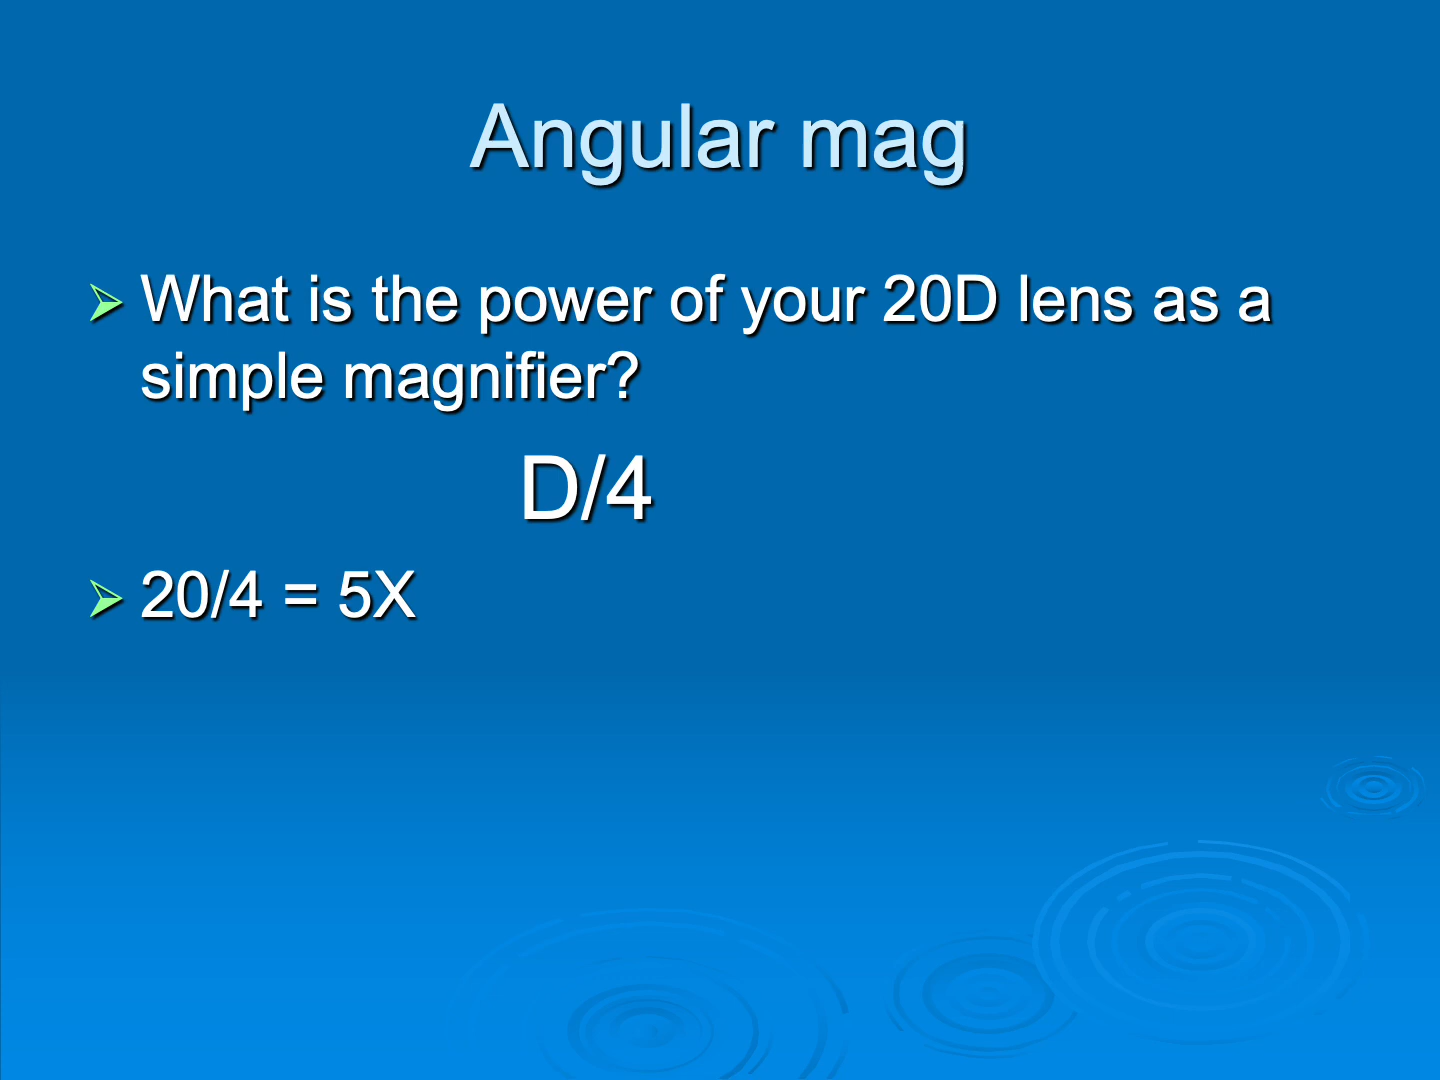 Angular mag
What is the power of your 20D lens as a
simple magnifier?
D/4
20/4 = 5X